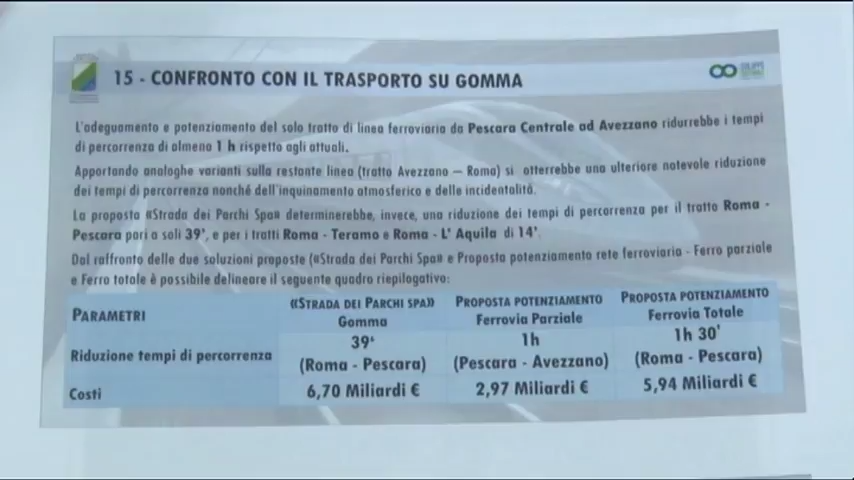 15 - CONFRONTO CON IL TRASPORTO SU GOMMA
L'adeguamento e potenziamento del solo tratto di linea ferroviaria da Pescara Centrale ad Avezzano ridurrebbe i tempi
di percorrenza di almeno 1 h rispetto agli attuali.
Apportando analoghe varianti sulla restante linea (tratto Avezzano – Roma) si otterrebbe una ulteriore notevole riduzione
dei tempi di percorrenza nonché dell'inquinamento atmosferico e delle incidentalità.
La proposta «Strada dei Parchi Spa» determinerebbe, invece, una riduzione dei tempi di percorrenza per il tratto Roma -
Pescara pari a soli 39', e per i tratti Roma - Teramo e Roma - L' Aquila di 14'.
Dal raffronto delle due soluzioni proposte («Strada dei Parchi Spa» e Proposta potenziamento rete ferroviaria - Ferro parziale
e Ferro totale è possibile delineare il seguente quadro riepilogativo:
PARAMETRI
«STRADA DEI PARCHI SPA»
Gomma
PROPOSTA POTENZIAMENTO
Ferrovia Parziale
PROPOSTA POTENZIAMENTO
Ferrovia Totale
Riduzione tempi di percorrenza
39'
(Roma - Pescara)
1h
(Pescara - Avezzano)
1h 30'
(Roma - Pescara)
Costi
6,70 Miliardi €
2,97 Miliardi €
5,94 Miliardi €